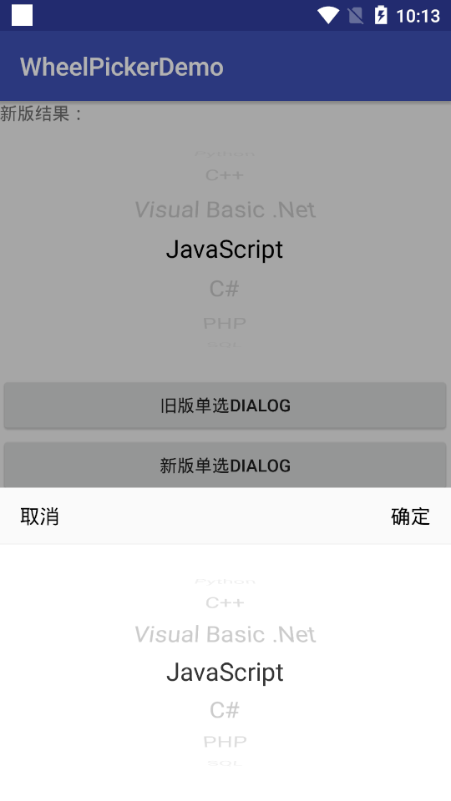 10:13
WheelPickerDemo
新版结果：
Python
C++
Visual Basic .Net
JavaScript
C#
PHP
SQL
旧版单选DIALOG
新版单选DIALOG
取消 确定
Python
C++
Visual Basic .Net
JavaScript
C#
PHP
SQL